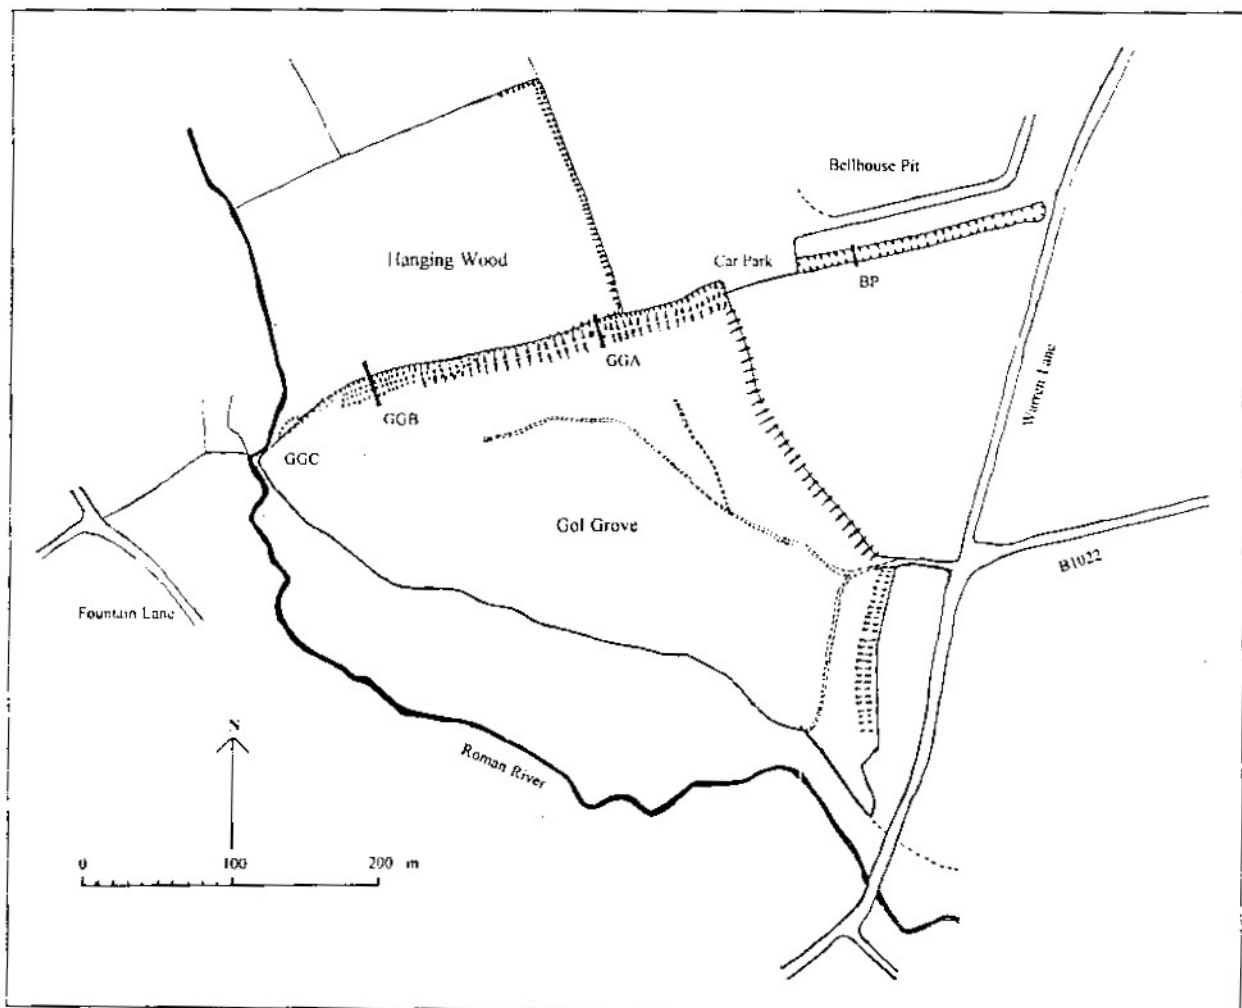 Bellhouse Pit
Hanging Wood
Car Park
BP
GGA
Warren Lane
GGB
GGC
Gol Grove
B1022
Fountain Lane
N
Roman River
0 100 200 m